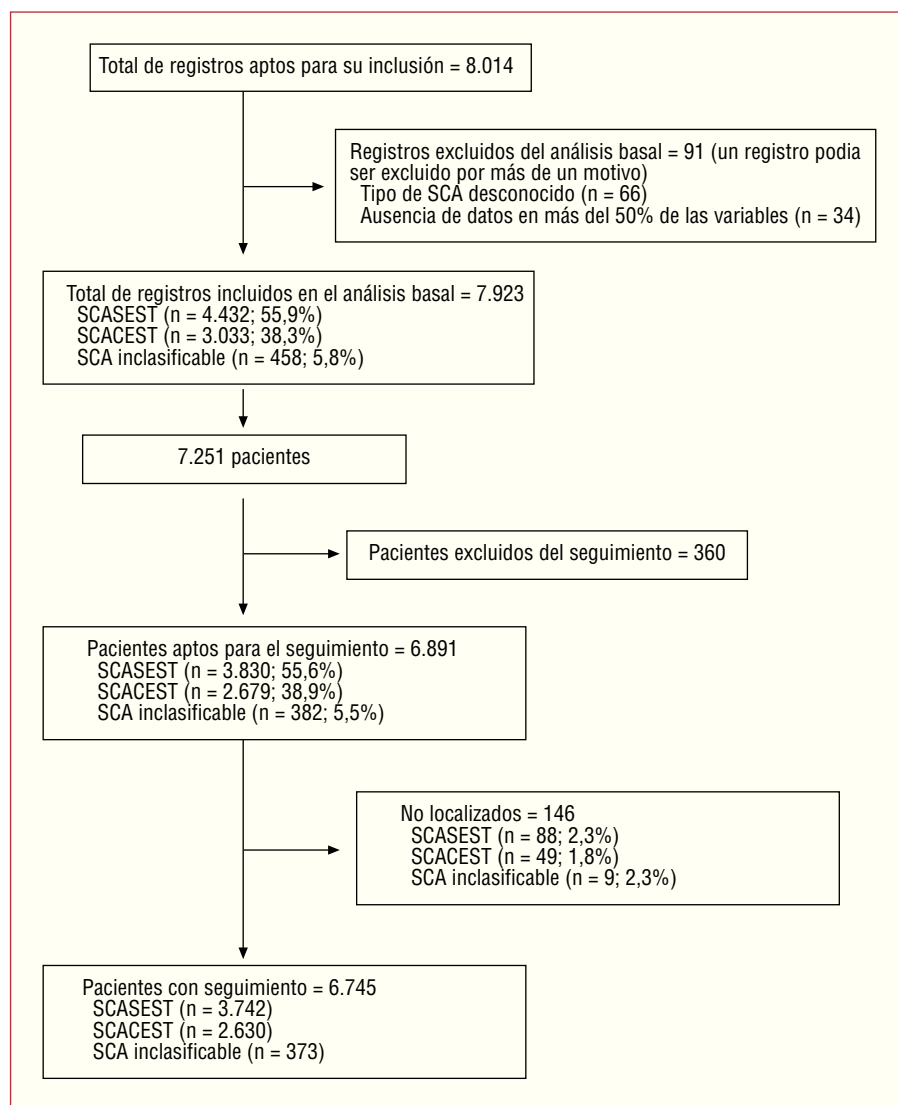 Total de registros aptos para su inclusión = 8.014
Registros excluidos del análisis basal = 91 (un registro podia
ser excluido por más de un motivo)
Tipo de SCA desconocido (n = 66)
Ausencia de datos en más del 50% de las variables (n = 34)
Total de registros incluidos en el análisis basal = 7.923
SCASEST (n = 4.432; 55,9%)
SCACEST (n = 3.033; 38,3%)
SCA inclasificable (n = 458; 5,8%)
7.251 pacientes
Pacientes excluidos del seguimiento = 360
Pacientes aptos para el seguimiento = 6.891
SCASEST (n = 3.830; 55,6%)
SCACEST (n = 2.679; 38,9%)
SCA inclasificable (n = 382; 5,5%)
No localizados = 146
SCASEST (n = 88; 2,3%)
SCACEST (n = 49; 1,8%)
SCA inclasificable (n = 9; 2,3%)
Pacientes con seguimiento = 6.745
SCASEST (n = 3.742)
SCACEST (n = 2.630)
SCA inclasificable (n = 373)